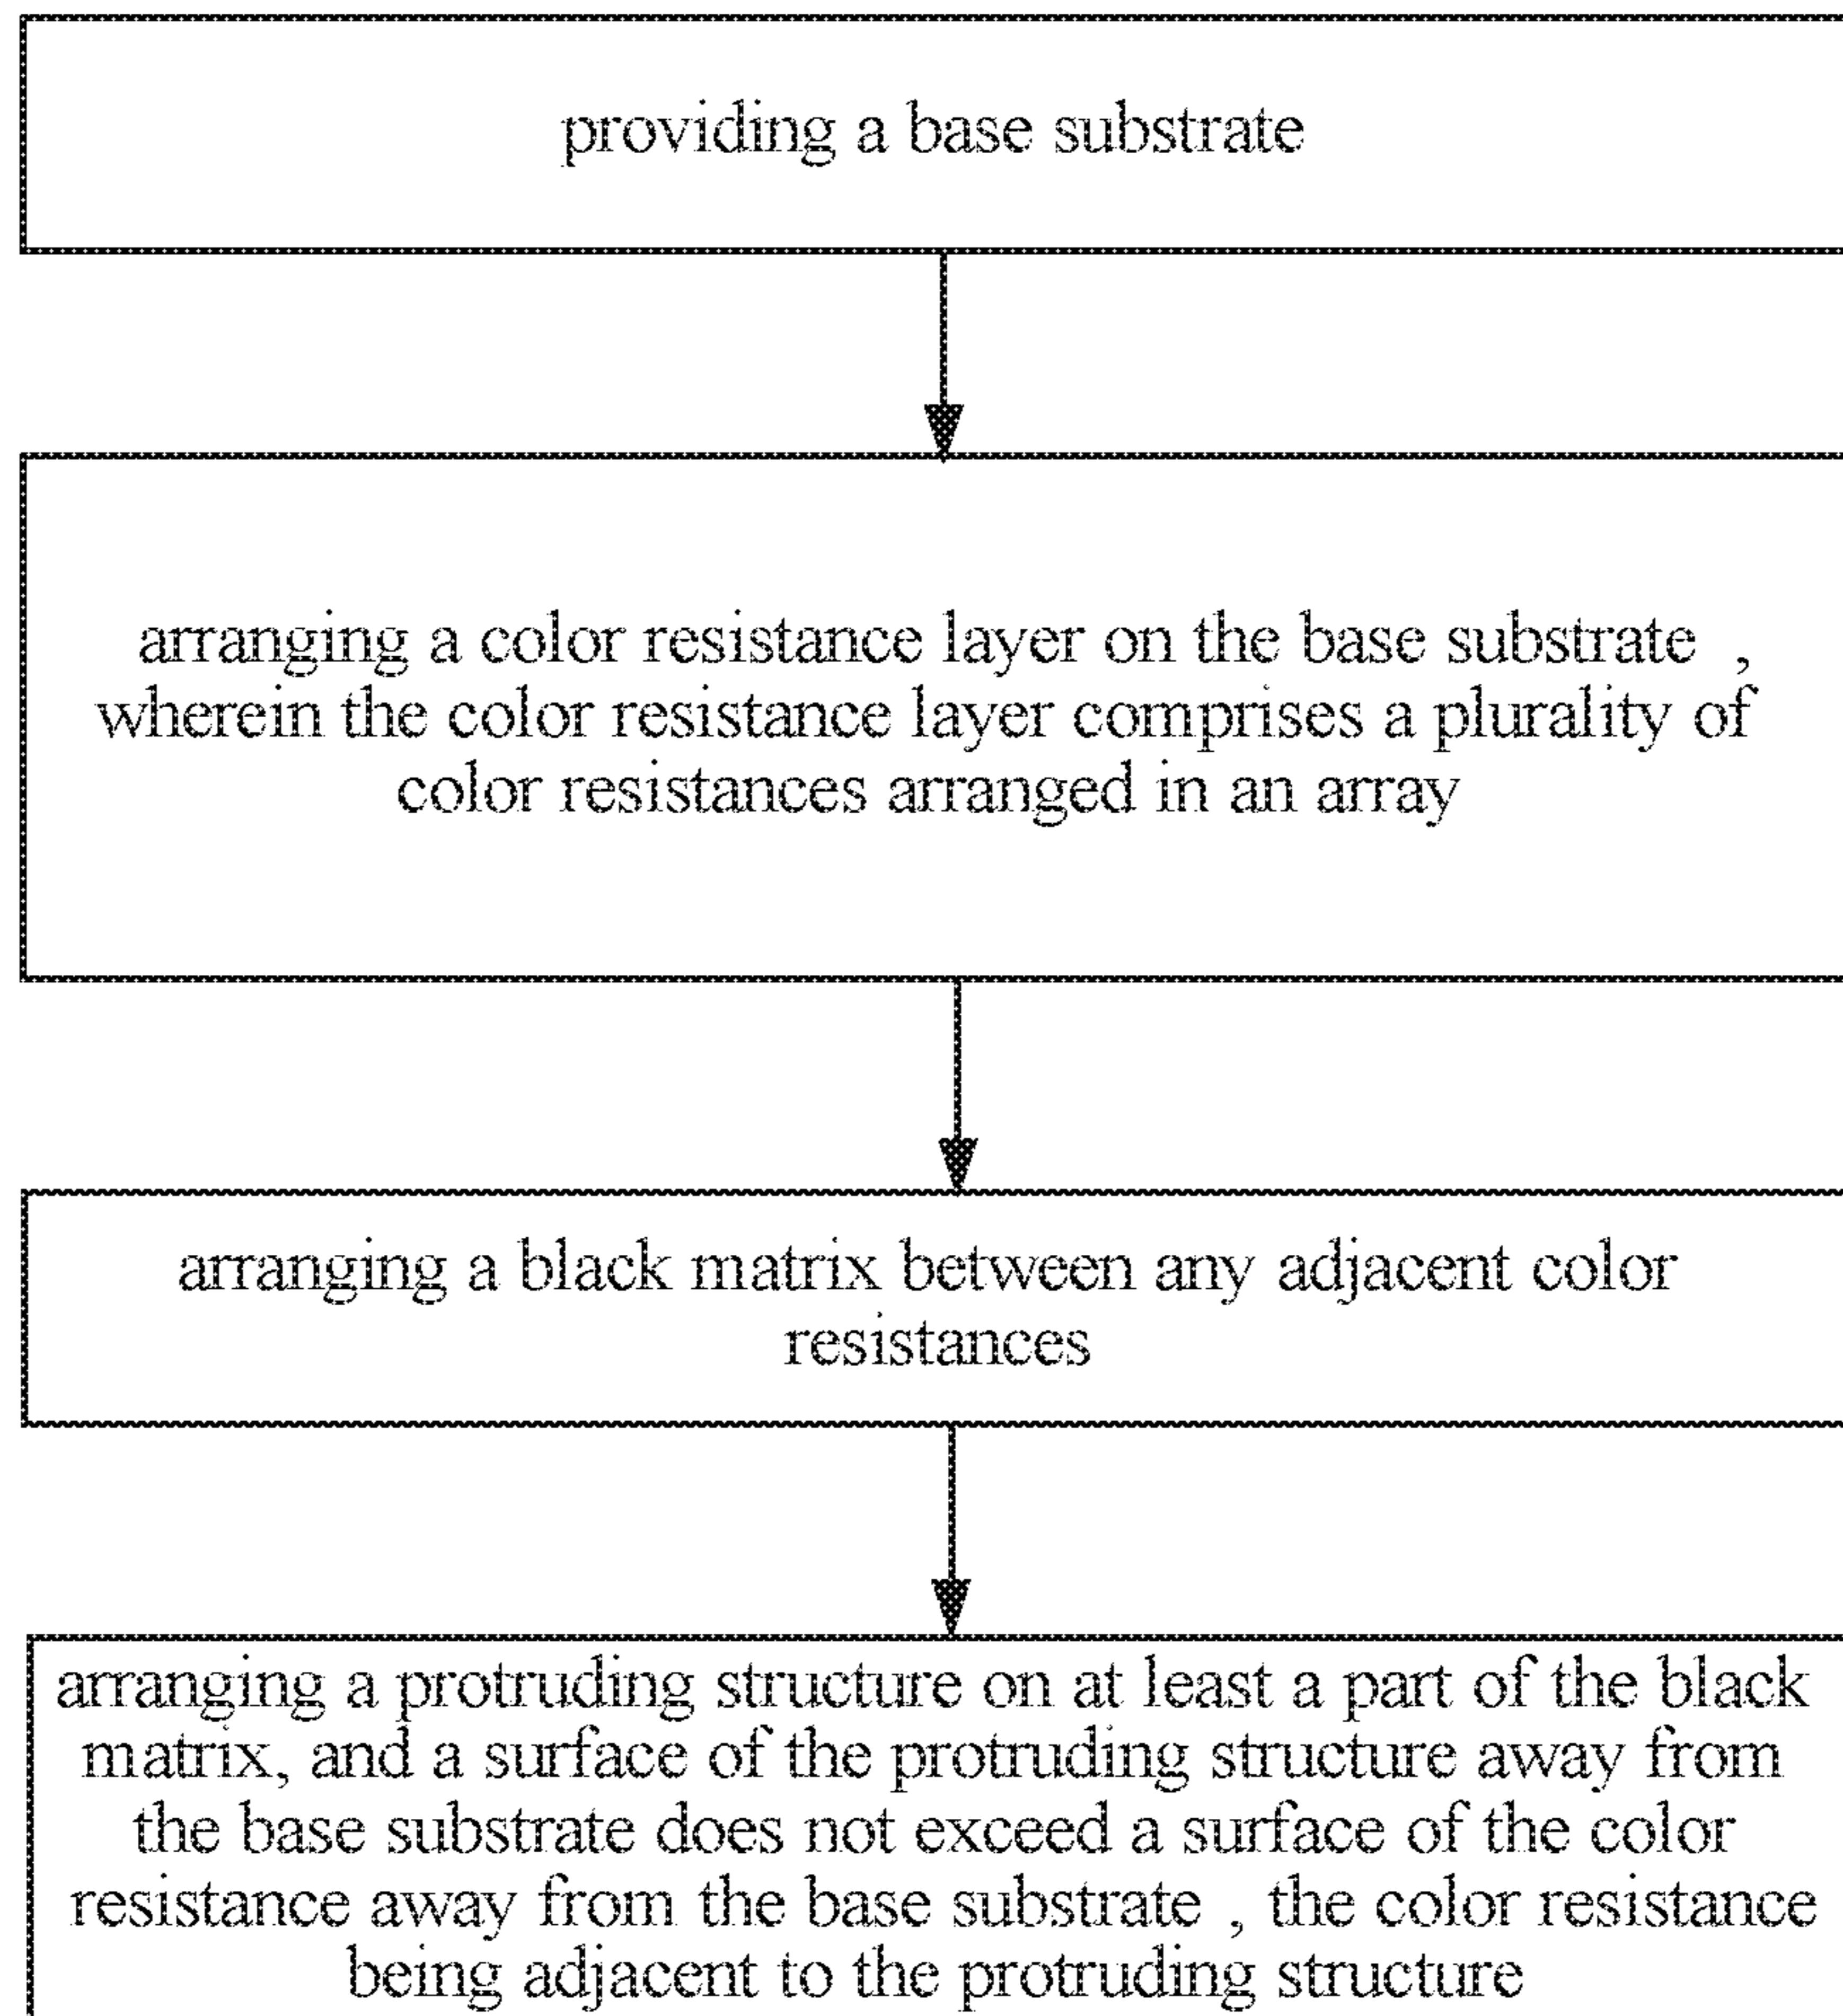 providing a base substrate
arranging a color resistance layer on the base substrate ,
wherein the color resistance layer comprises a plurality of
color resistances arranged in an array
arranging a black matrix between any adjacent color
resistances
arranging a protruding structure on at least a part of the black
matrix, and a surface of the protruding structure away from
the base substrate does not exceed a surface of the color
resistance away from the base substrate , the color resistance
being adjacent to the protruding structure